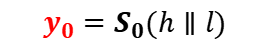 y₀ = S₀(h ∥ l)